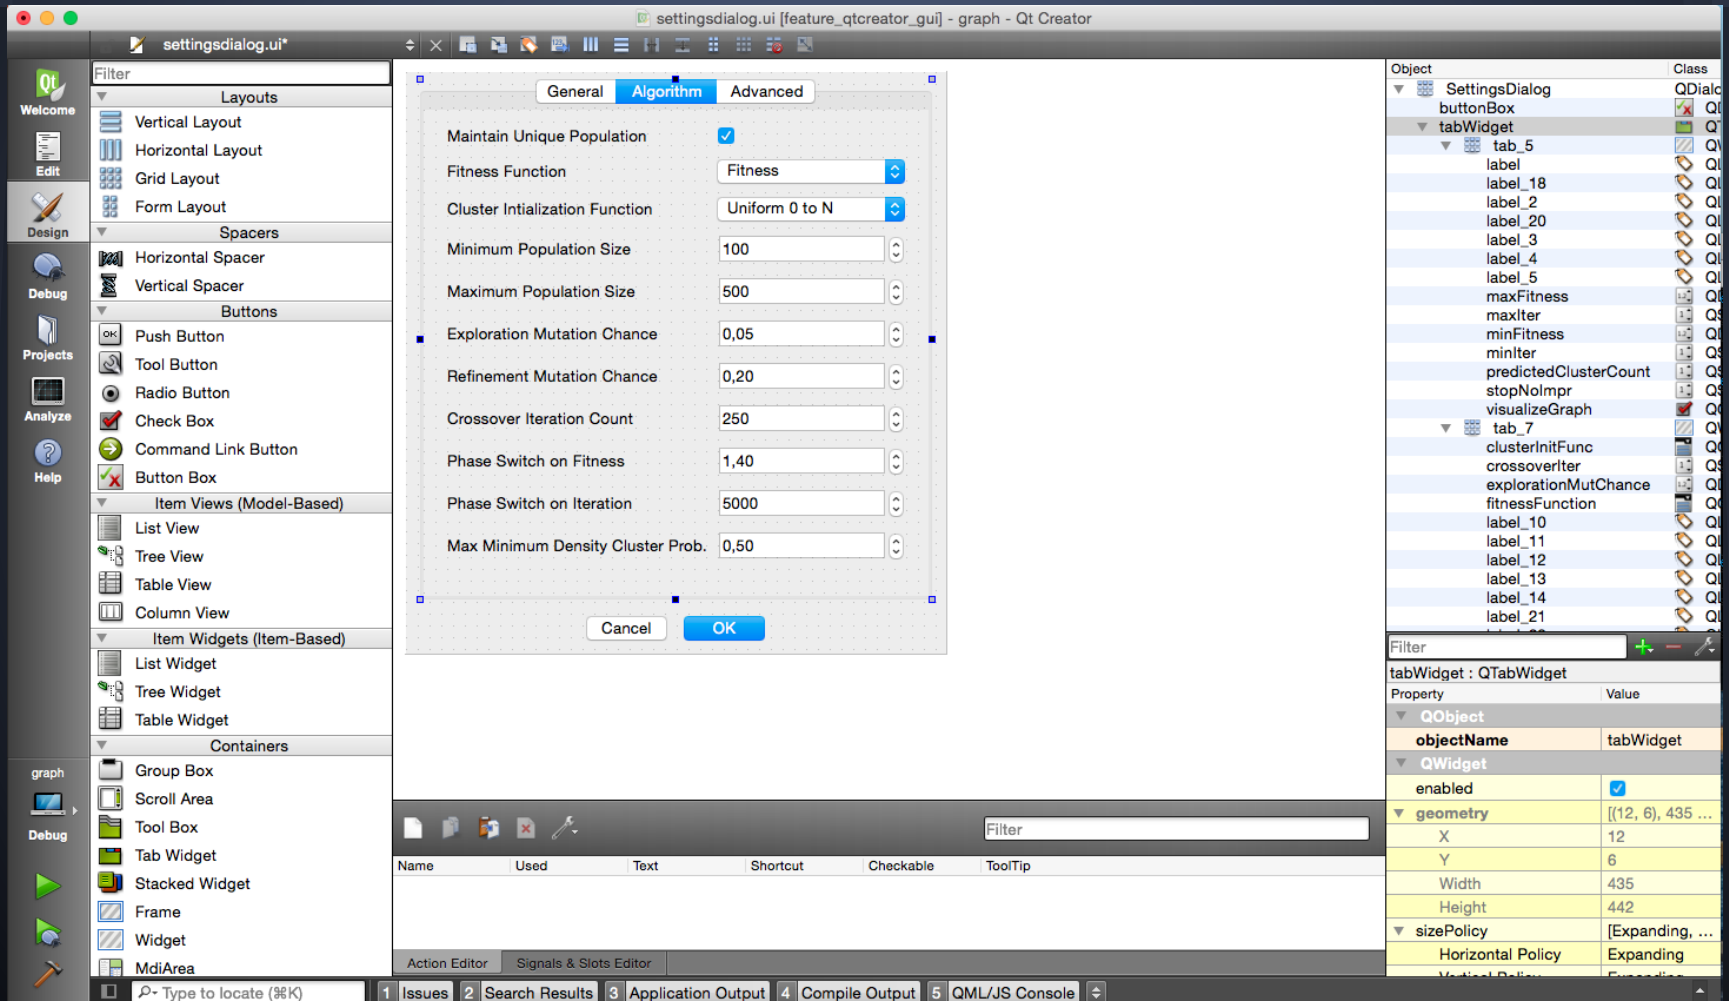 settingsdialog.ui [feature_qtcreator_gui] - graph - Qt Creator
settingsdialog.ui*
Welcome
Edit
Design
Debug
Projects
Analyze
Help
graph
Debug
Filter
Layouts
Vertical Layout
Horizontal Layout
Grid Layout
Form Layout
Spacers
Horizontal Spacer
Vertical Spacer
Buttons
Push Button
Tool Button
Radio Button
Check Box
Command Link Button
Button Box
Item Views (Model-Based)
List View
Tree View
Table View
Column View
Item Widgets (Item-Based)
List Widget
Tree Widget
Table Widget
Containers
Group Box
Scroll Area
Tool Box
Tab Widget
Stacked Widget
Frame
Widget
MdiArea
General Algorithm Advanced
Maintain Unique Population
Fitness Function Fitness
Cluster Intialization Function Uniform 0 to N
Minimum Population Size 100
Maximum Population Size 500
Exploration Mutation Chance 0,05
Refinement Mutation Chance 0,20
Crossover Iteration Count 250
Phase Switch on Fitness 1,40
Phase Switch on Iteration 5000
Max Minimum Density Cluster Prob. 0,50
Cancel OK
Filter
Name Used Text Shortcut Checkable ToolTip
Action Editor Signals & Slots Editor
Object Class
SettingsDialog QDialo
buttonBox
tabWidget
tab_5
label
label_18
label_2
label_20
label_3
label_4
label_5
maxFitness
maxIter
minFitness
minIter
predictedClusterCount
stopNoImpr
visualizeGraph
tab_7
clusterInitFunc
crossoverIter
explorationMutChance
fitnessFunction
label_10
label_11
label_12
label_13
label_14
label_21
Filter
tabWidget : QTabWidget
Property Value
QObject
objectName tabWidget
QWidget
enabled
geometry [(12, 6), 435 ...
X 12
Y 6
Width 435
Height 442
sizePolicy [Expanding, ...
Horizontal Policy Expanding
Type to locate (⌘K) 1 Issues 2 Search Results 3 Application Output 4 Compile Output 5 QML/JS Console